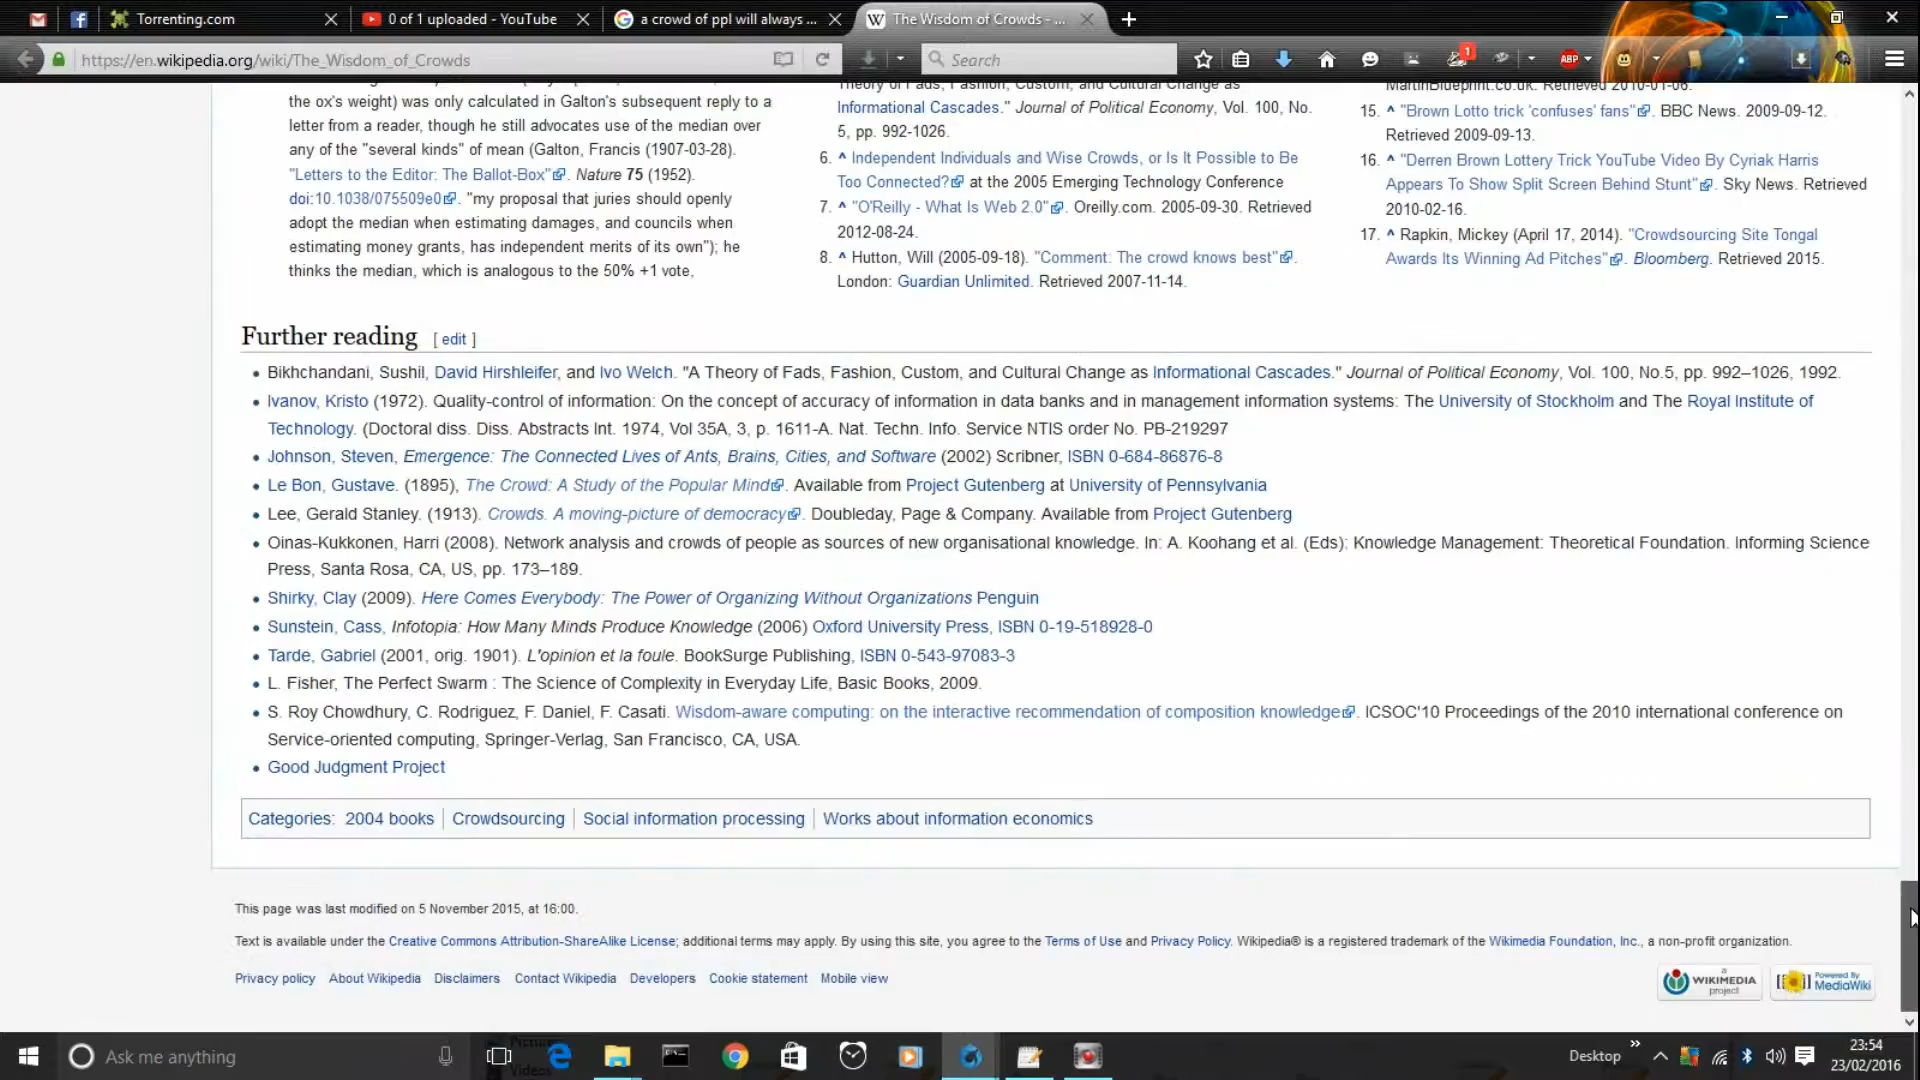 Torrenting.com
0 of 1 uploaded - YouTube
a crowd of ppl will always ...
The Wisdom of Crowds - ...
https://en.wikipedia.org/wiki/The_Wisdom_of_Crowds
Search
1
ABP
the ox's weight) was only calculated in Galton's subsequent reply to a
letter from a reader, though he still advocates use of the median over
any of the "several kinds" of mean (Galton, Francis (1907-03-28).
"Letters to the Editor: The Ballot-Box". Nature 75 (1952).
doi:10.1038/075509e0. "my proposal that juries should openly
adopt the median when estimating damages, and councils when
estimating money grants, has independent merits of its own"); he
thinks the median, which is analogous to the 50% +1 vote,
Theory of Fads, Fashion, Custom, and Cultural Change as
Informational Cascades." Journal of Political Economy, Vol. 100, No.
5, pp. 992-1026.
6. ^ Independent Individuals and Wise Crowds, or Is It Possible to Be
Too Connected? at the 2005 Emerging Technology Conference
7. ^ "O'Reilly - What Is Web 2.0". Oreilly.com. 2005-09-30. Retrieved
2012-08-24.
8. ^ Hutton, Will (2005-09-18). "Comment: The crowd knows best".
London: Guardian Unlimited. Retrieved 2007-11-14.
MartinBlueprint.co.uk. Retrieved 2010-01-06.
15. ^ "Brown Lotto trick 'confuses' fans". BBC News. 2009-09-12.
Retrieved 2009-09-13.
16. ^ "Derren Brown Lottery Trick YouTube Video By Cyriak Harris
Appears To Show Split Screen Behind Stunt". Sky News. Retrieved
2010-02-16.
17. ^ Rapkin, Mickey (April 17, 2014). "Crowdsourcing Site Tongal
Awards Its Winning Ad Pitches". Bloomberg. Retrieved 2015.
Further reading [ edit ]
Bikhchandani, Sushil, David Hirshleifer, and Ivo Welch. "A Theory of Fads, Fashion, Custom, and Cultural Change as Informational Cascades." Journal of Political Economy, Vol. 100, No.5, pp. 992–1026, 1992.
Ivanov, Kristo (1972). Quality-control of information: On the concept of accuracy of information in data banks and in management information systems: The University of Stockholm and The Royal Institute of
Technology. (Doctoral diss. Diss. Abstracts Int. 1974, Vol 35A, 3, p. 1611-A. Nat. Techn. Info. Service NTIS order No. PB-219297
Johnson, Steven, Emergence: The Connected Lives of Ants, Brains, Cities, and Software (2002) Scribner, ISBN 0-684-86876-8
Le Bon, Gustave. (1895), The Crowd: A Study of the Popular Mind. Available from Project Gutenberg at University of Pennsylvania
Lee, Gerald Stanley. (1913). Crowds. A moving-picture of democracy. Doubleday, Page & Company. Available from Project Gutenberg
Oinas-Kukkonen, Harri (2008). Network analysis and crowds of people as sources of new organisational knowledge. In: A. Koohang et al. (Eds): Knowledge Management: Theoretical Foundation. Informing Science
Press, Santa Rosa, CA, US, pp. 173–189.
Shirky, Clay (2009). Here Comes Everybody: The Power of Organizing Without Organizations Penguin
Sunstein, Cass, Infotopia: How Many Minds Produce Knowledge (2006) Oxford University Press, ISBN 0-19-518928-0
Tarde, Gabriel (2001, orig. 1901). L'opinion et la foule. BookSurge Publishing, ISBN 0-543-97083-3
L. Fisher, The Perfect Swarm : The Science of Complexity in Everyday Life, Basic Books, 2009.
S. Roy Chowdhury, C. Rodriguez, F. Daniel, F. Casati. Wisdom-aware computing: on the interactive recommendation of composition knowledge. ICSOC'10 Proceedings of the 2010 international conference on
Service-oriented computing, Springer-Verlag, San Francisco, CA, USA.
Good Judgment Project
Categories: 2004 books | Crowdsourcing | Social information processing | Works about information economics
This page was last modified on 5 November 2015, at 16:00.
Text is available under the Creative Commons Attribution-ShareAlike License; additional terms may apply. By using this site, you agree to the Terms of Use and Privacy Policy. Wikipedia® is a registered trademark of the Wikimedia Foundation, Inc., a non-profit organization.
Privacy policy About Wikipedia Disclaimers Contact Wikipedia Developers Cookie statement Mobile view
a WIKIMEDIA project
Powered By MediaWiki
Ask me anything
Desktop
23:54
23/02/2016